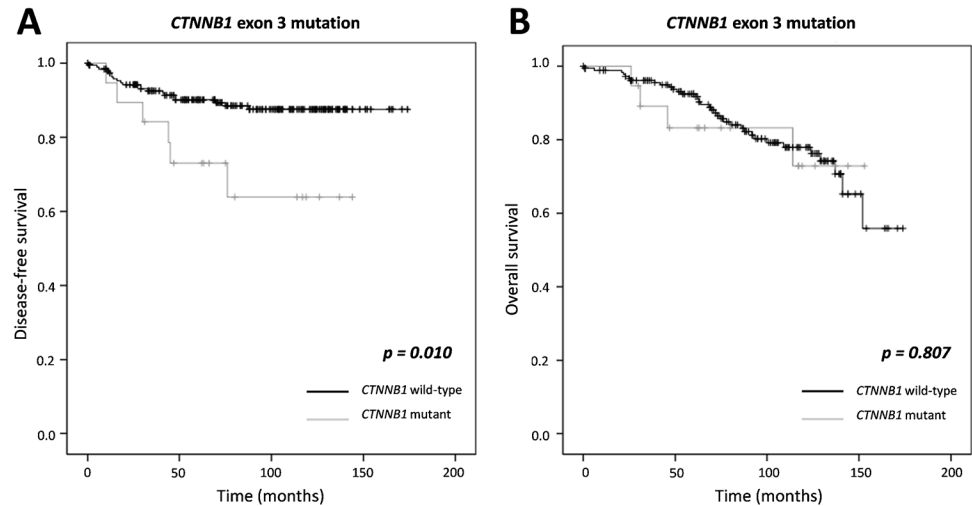 A
CTNNB1 exon 3 mutation
Disease-free survival
1.0
0.8
0.6
0.4
0.2
0.0
p = 0.010
CTNNB1 wild-type
CTNNB1 mutant
0 50 100 150 200
Time (months)
B
CTNNB1 exon 3 mutation
Overall survival
1.0
0.8
0.6
0.4
0.2
0.0
p = 0.807
CTNNB1 wild-type
CTNNB1 mutant
0 50 100 150 200
Time (months)